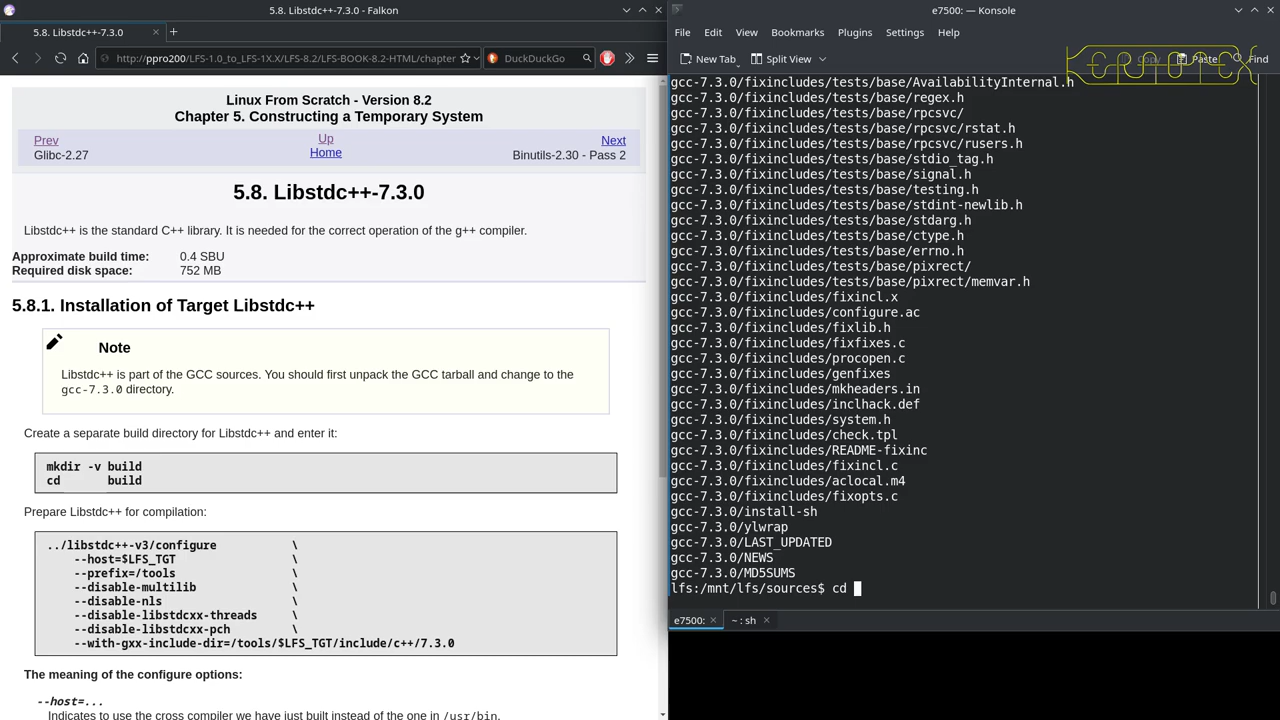 5.8. Libstdc++-7.3.0 - Falkon
5.8. Libstdc++-7.3.0
http://ppro200/LFS-1.0_to_LFS-1X.X/LFS-8.2/LFS-BOOK-8.2-HTML/chapter
DuckDuckGo
Linux From Scratch - Version 8.2
Chapter 5. Constructing a Temporary System
Prev
Up
Next
Glibc-2.27
Home
Binutils-2.30 - Pass 2
5.8. Libstdc++-7.3.0
Libstdc++ is the standard C++ library. It is needed for the correct operation of the g++ compiler.
Approximate build time: 0.4 SBU
Required disk space: 752 MB
5.8.1. Installation of Target Libstdc++
Note
Libstdc++ is part of the GCC sources. You should first unpack the GCC tarball and change to the
gcc-7.3.0 directory.
Create a separate build directory for Libstdc++ and enter it:
mkdir -v build
cd       build
Prepare Libstdc++ for compilation:
../libstdc++-v3/configure           \
    --host=$LFS_TGT                 \
    --prefix=/tools                 \
    --disable-multilib              \
    --disable-nls                   \
    --disable-libstdcxx-threads     \
    --disable-libstdcxx-pch         \
    --with-gxx-include-dir=/tools/$LFS_TGT/include/c++/7.3.0
The meaning of the configure options:
--host=...
Indicates to use the cross compiler we have just built instead of the one in /usr/bin.
e7500: — Konsole
File Edit View Bookmarks Plugins Settings Help
New Tab Split View Copy Paste Find
gcc-7.3.0/fixincludes/tests/base/AvailabilityInternal.h
gcc-7.3.0/fixincludes/tests/base/regex.h
gcc-7.3.0/fixincludes/tests/base/rpcsvc/
gcc-7.3.0/fixincludes/tests/base/rpcsvc/rstat.h
gcc-7.3.0/fixincludes/tests/base/rpcsvc/rusers.h
gcc-7.3.0/fixincludes/tests/base/stdio_tag.h
gcc-7.3.0/fixincludes/tests/base/signal.h
gcc-7.3.0/fixincludes/tests/base/testing.h
gcc-7.3.0/fixincludes/tests/base/stdint-newlib.h
gcc-7.3.0/fixincludes/tests/base/stdarg.h
gcc-7.3.0/fixincludes/tests/base/ctype.h
gcc-7.3.0/fixincludes/tests/base/errno.h
gcc-7.3.0/fixincludes/tests/base/pixrect/
gcc-7.3.0/fixincludes/tests/base/pixrect/memvar.h
gcc-7.3.0/fixincludes/fixincl.x
gcc-7.3.0/fixincludes/configure.ac
gcc-7.3.0/fixincludes/fixlib.h
gcc-7.3.0/fixincludes/fixfixes.c
gcc-7.3.0/fixincludes/procopen.c
gcc-7.3.0/fixincludes/genfixes
gcc-7.3.0/fixincludes/mkheaders.in
gcc-7.3.0/fixincludes/inclhack.def
gcc-7.3.0/fixincludes/system.h
gcc-7.3.0/fixincludes/check.tpl
gcc-7.3.0/fixincludes/README-fixinc
gcc-7.3.0/fixincludes/fixincl.c
gcc-7.3.0/fixincludes/aclocal.m4
gcc-7.3.0/fixincludes/fixopts.c
gcc-7.3.0/install-sh
gcc-7.3.0/ylwrap
gcc-7.3.0/LAST_UPDATED
gcc-7.3.0/NEWS
gcc-7.3.0/MD5SUMS
lfs:/mnt/lfs/sources$ cd
e7500:
~ : sh